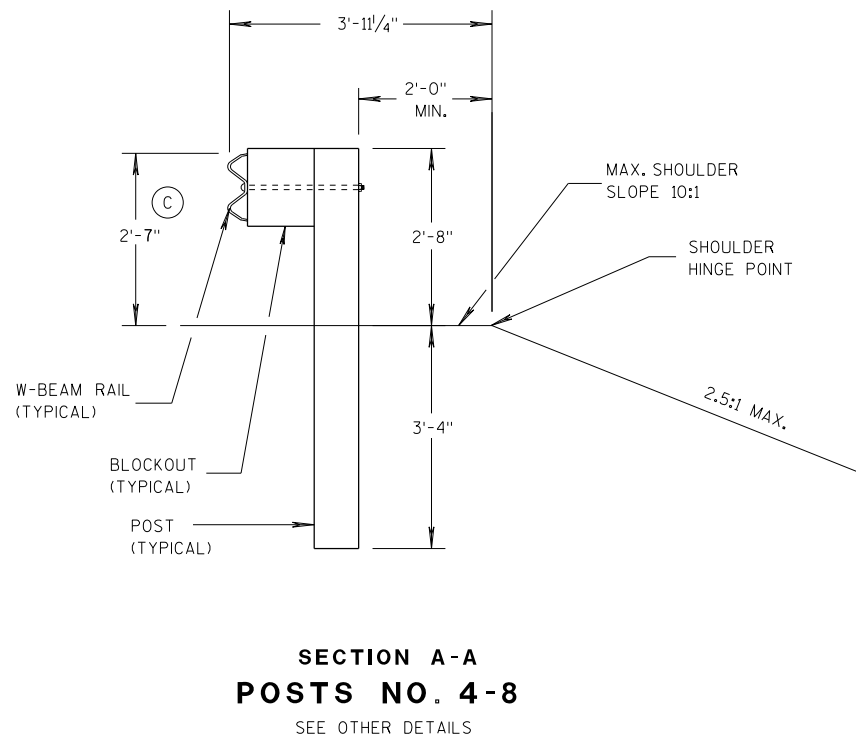 3'-11 1/4"
2'-0"
MIN.
MAX. SHOULDER
SLOPE 10:1
C
2'-7"
2'-8"
SHOULDER
HINGE POINT
W-BEAM RAIL
(TYPICAL)
2.5:1 MAX.
3'-4"
BLOCKOUT
(TYPICAL)
POST
(TYPICAL)
SECTION A-A
POSTS NO. 4-8
SEE OTHER DETAILS